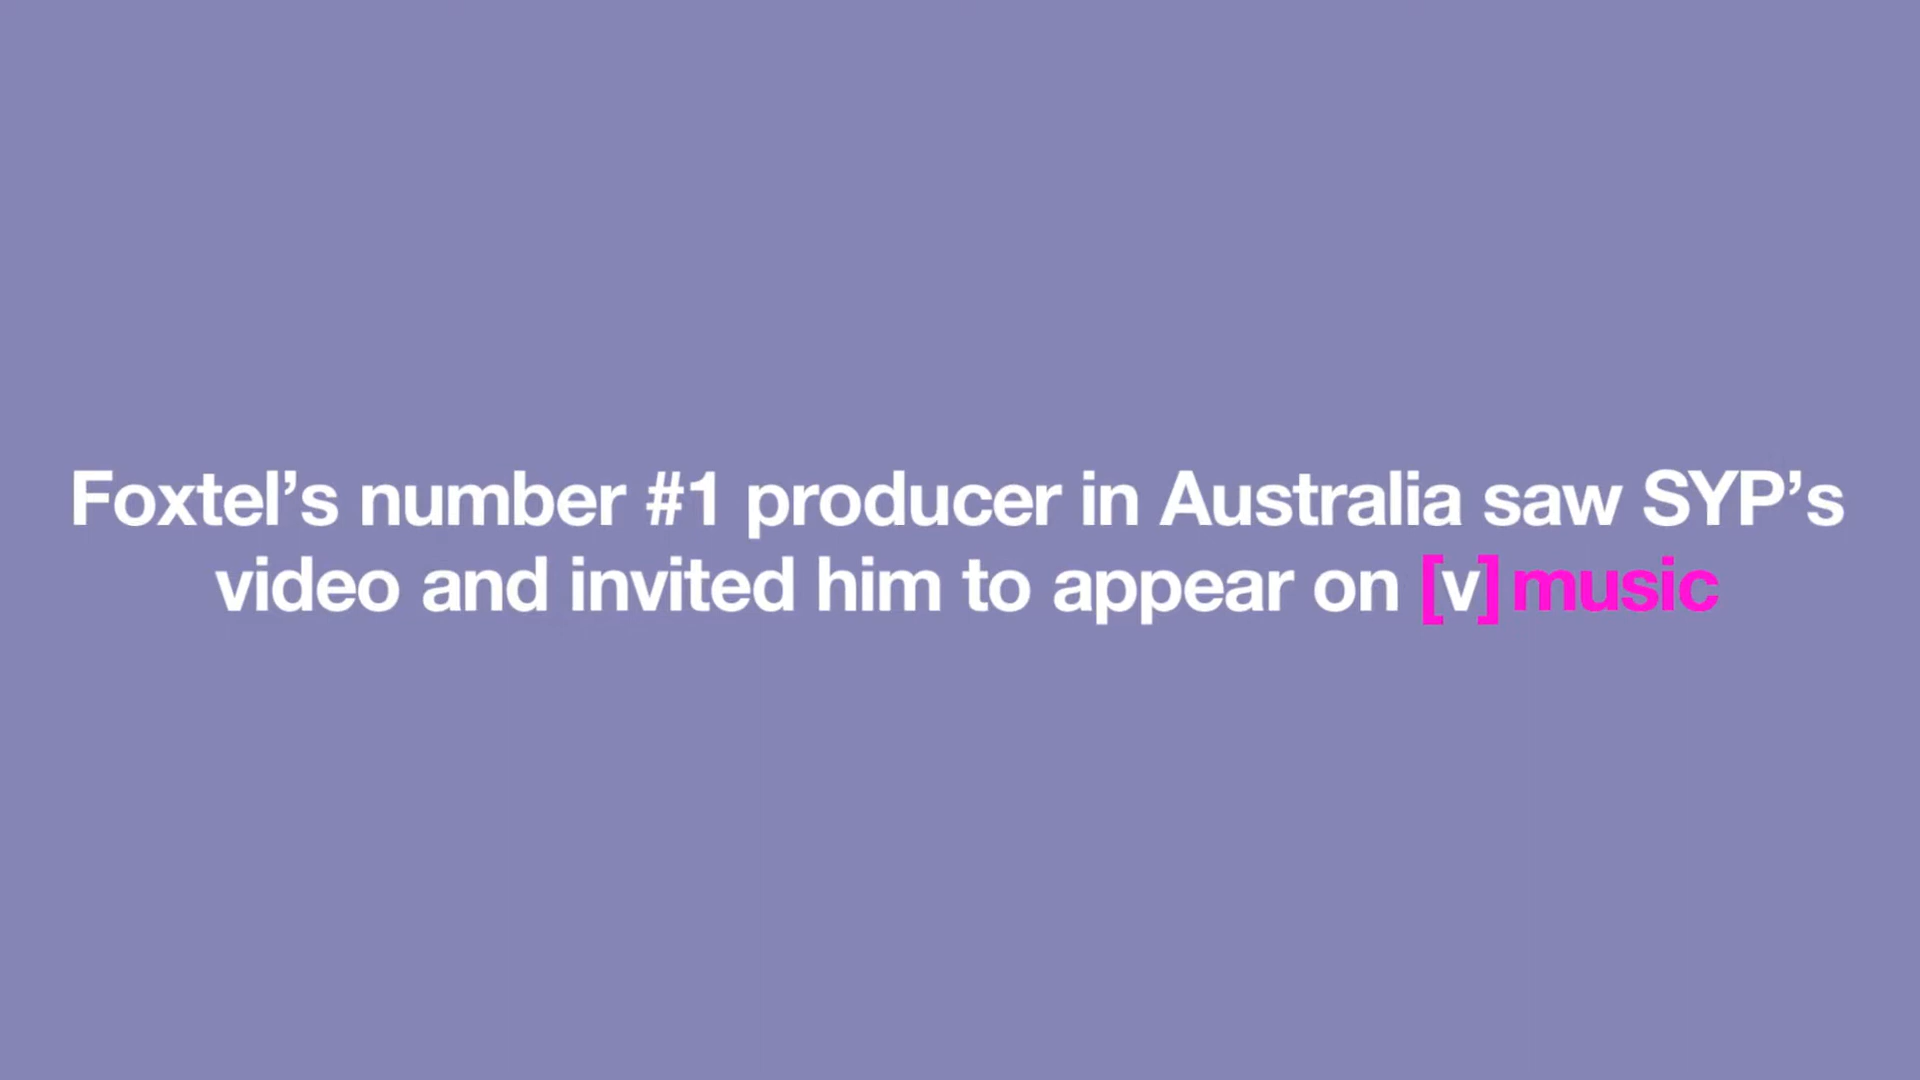 Foxtel’s number #1 producer in Australia saw SYP’s
video and invited him to appear on [v] music